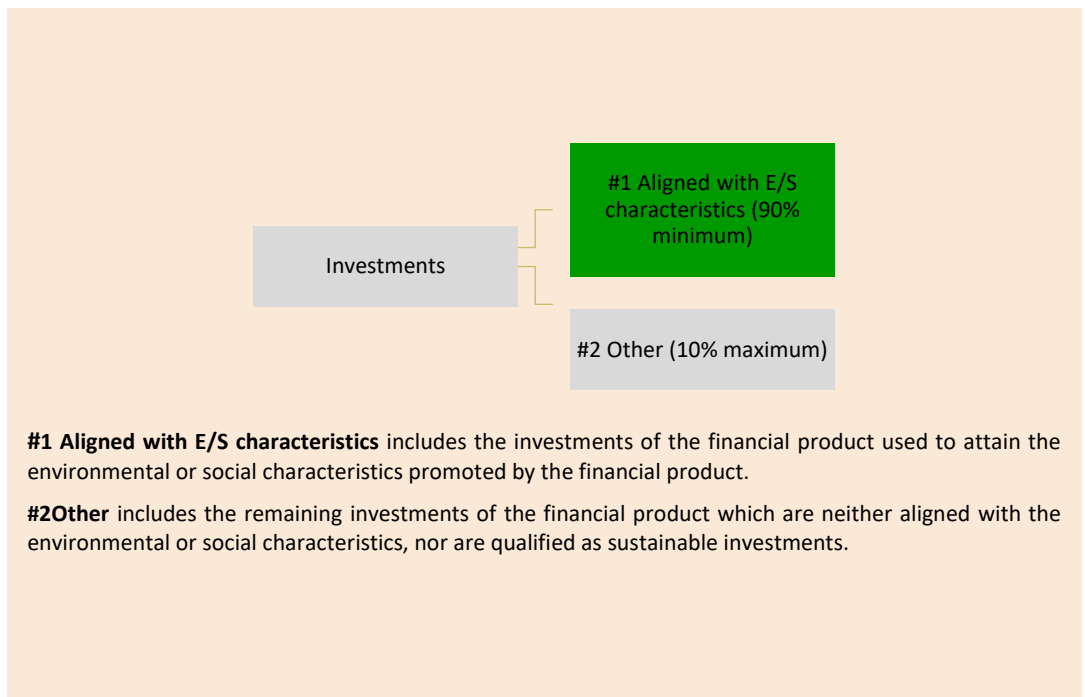 #1 Aligned with E/S
characteristics (90%
minimum)
Investments
#2 Other (10% maximum)
#1 Aligned with E/S characteristics includes the investments of the financial product used to attain the
environmental or social characteristics promoted by the financial product.
#2Other includes the remaining investments of the financial product which are neither aligned with the
environmental or social characteristics, nor are qualified as sustainable investments.